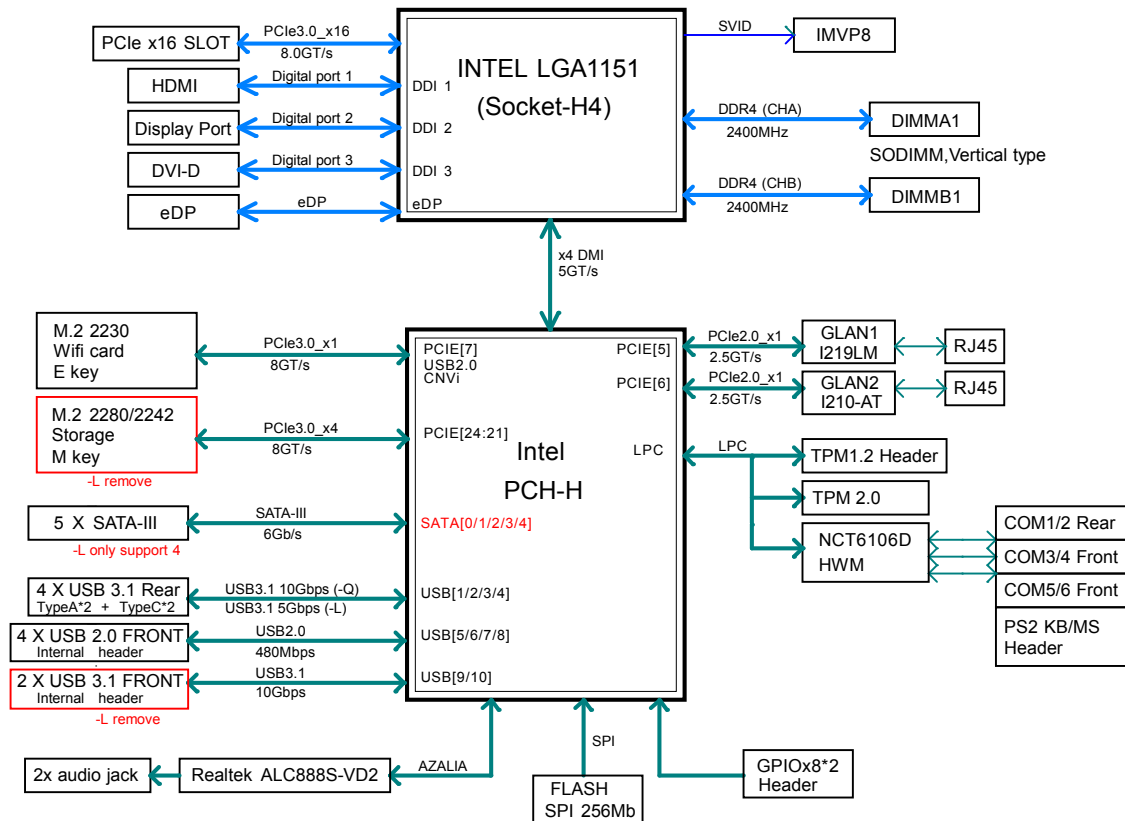 PCIe x16 SLOT
PCIe3.0_x16
8.0GT/s
HDMI
Digital port 1
DDI 1
Display Port
Digital port 2
DDI 2
DVI-D
Digital port 3
DDI 3
eDP
eDP
eDP
INTEL LGA1151
(Socket-H4)
SVID
IMVP8
DDR4 (CHA)
2400MHz
DIMMA1
SODIMM,Vertical type
DDR4 (CHB)
2400MHz
DIMMB1
x4 DMI
5GT/s
M.2 2230
Wifi card
E key
PCIe3.0_x1
8GT/s
PCIE[7]
USB2.0
CNVi
M.2 2280/2242
Storage
M key
-L remove
PCIe3.0_x4
8GT/s
PCIE[24:21]
5 X SATA-III
-L only support 4
SATA-III
6Gb/s
SATA[0/1/2/3/4]
4 X USB 3.1 Rear
TypeA*2 + TypeC*2
USB3.1 10Gbps (-Q)
USB3.1 5Gbps (-L)
USB[1/2/3/4]
4 X USB 2.0 FRONT
Internal header
USB2.0
480Mbps
USB[5/6/7/8]
2 X USB 3.1 FRONT
Internal header
-L remove
USB3.1
10Gbps
USB[9/10]
Intel
PCH-H
PCIE[5]
PCIe2.0_x1
2.5GT/s
GLAN1
I219LM
RJ45
PCIE[6]
PCIe2.0_x1
2.5GT/s
GLAN2
I210-AT
RJ45
LPC
LPC
TPM1.2 Header
TPM 2.0
NCT6106D
HWM
COM1/2 Rear
COM3/4 Front
COM5/6 Front
PS2 KB/MS
Header
2x audio jack
Realtek ALC888S-VD2
AZALIA
SPI
FLASH
SPI 256Mb
GPIOx8*2
Header